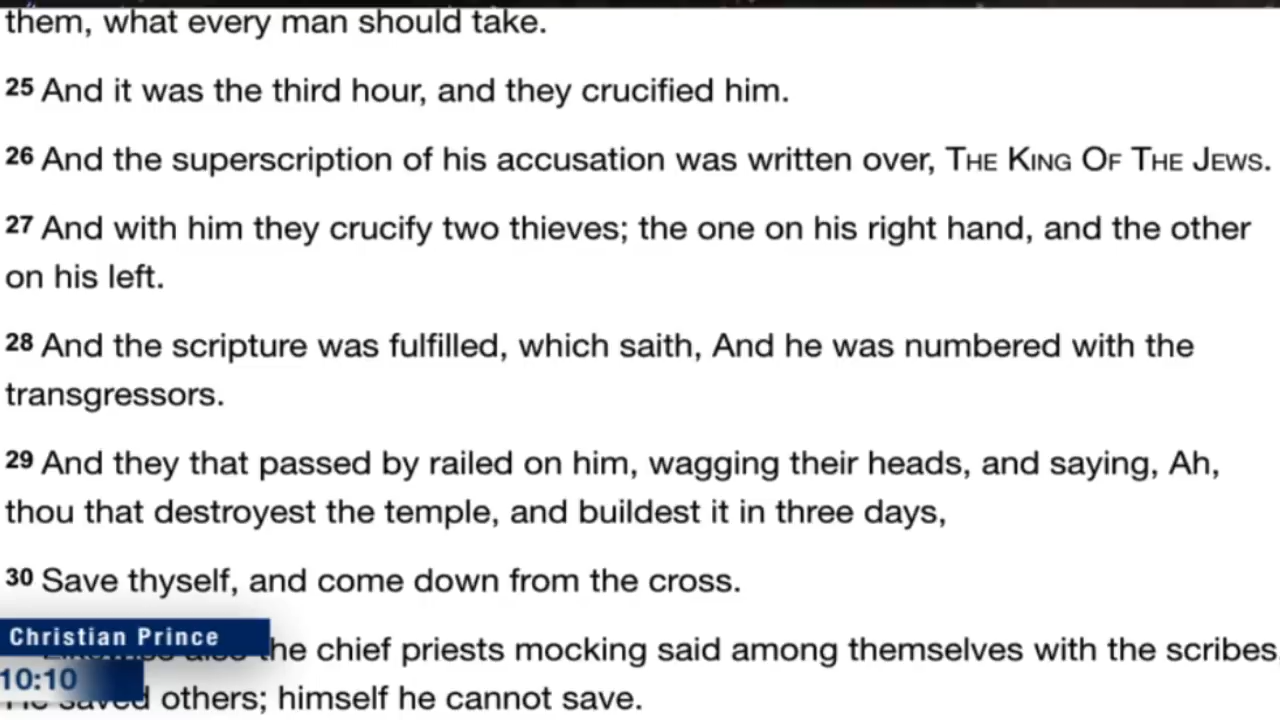 them, what every man should take.
25 And it was the third hour, and they crucified him.
26 And the superscription of his accusation was written over, THE KING OF THE JEWS.
27 And with him they crucify two thieves; the one on his right hand, and the other
on his left.
28 And the scripture was fulfilled, which saith, And he was numbered with the
transgressors.
29 And they that passed by railed on him, wagging their heads, and saying, Ah,
thou that destroyest the temple, and buildest it in three days,
30 Save thyself, and come down from the cross.
Christian Prince
Likewise also the chief priests mocking said among themselves with the scribes,
10:10
He saved others; himself he cannot save.